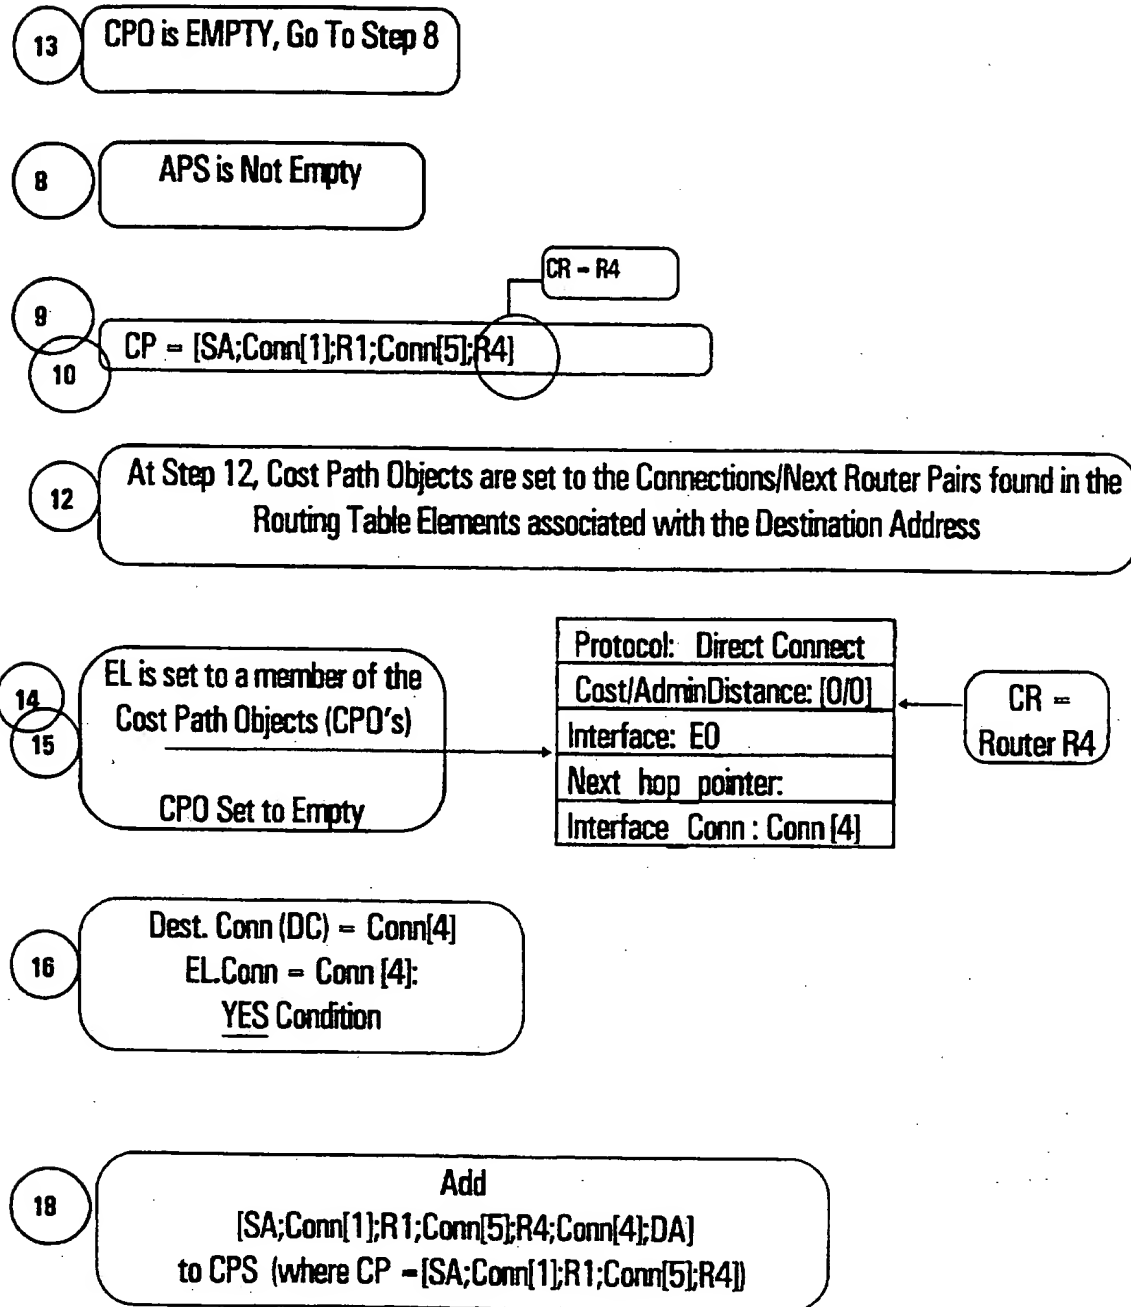 13
CPO is EMPTY, Go To Step 8
8
APS is Not Empty
CR = R4
9
10
CP = [SA;Conn[1];R1;Conn[5];R4]
12
At Step 12, Cost Path Objects are set to the Connections/Next Router Pairs found in the
Routing Table Elements associated with the Destination Address
14
15
EL is set to a member of the
Cost Path Objects (CPO's)
CPO Set to Empty
Protocol: Direct Connect
Cost/AdminDistance: [0/0]
Interface: E0
Next hop pointer:
Interface Conn : Conn [4]
CR =
Router R4
16
Dest. Conn (DC) = Conn[4]
EL.Conn = Conn [4]:
YES Condition
18
Add
[SA;Conn[1];R1;Conn[5];R4;Conn[4];DA]
to CPS (where CP =[SA;Conn[1];R1;Conn[5];R4])